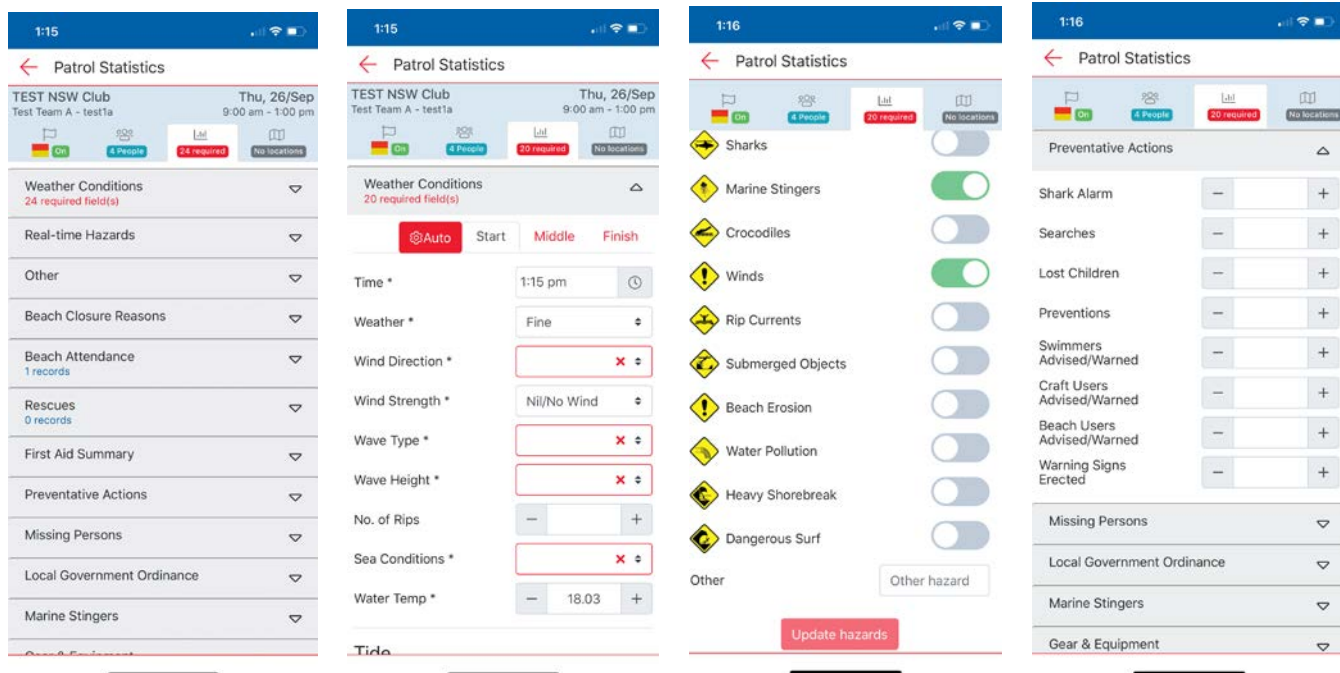 1:15
Patrol Statistics
TEST NSW Club Thu, 26/Sep
Test Team A - test1a 9:00 am - 1:00 pm
On 4 People 24 required No locations
Weather Conditions
24 required field(s)
Real-time Hazards
Other
Beach Closure Reasons
Beach Attendance
1 records
Rescues
0 records
First Aid Summary
Preventative Actions
Missing Persons
Local Government Ordinance
Marine Stingers
Gear & Equipment
1:15
Patrol Statistics
TEST NSW Club Thu, 26/Sep
Test Team A - test1a 9:00 am - 1:00 pm
On 4 People 20 required No locations
Weather Conditions
20 required field(s)
Auto Start Middle Finish
Time * 1:15 pm
Weather * Fine
Wind Direction *
Wind Strength * Nil/No Wind
Wave Type *
Wave Height *
No. of Rips − +
Sea Conditions *
Water Temp * − 18.03 +
Tide
1:16
Patrol Statistics
On 4 People 20 required No locations
Sharks
Marine Stingers
Crocodiles
Winds
Rip Currents
Submerged Objects
Beach Erosion
Water Pollution
Heavy Shorebreak
Dangerous Surf
Other Other hazard
Update hazards
1:16
Patrol Statistics
On 4 People 20 required No locations
Preventative Actions
Shark Alarm − +
Searches − +
Lost Children − +
Preventions − +
Swimmers
Advised/Warned − +
Craft Users
Advised/Warned − +
Beach Users
Advised/Warned − +
Warning Signs
Erected − +
Missing Persons
Local Government Ordinance
Marine Stingers
Gear & Equipment